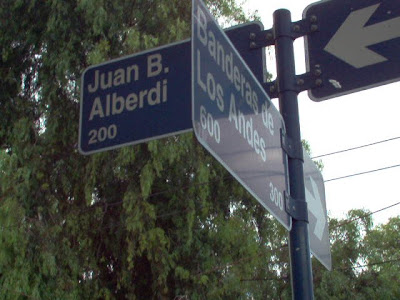 Juan B.
Alberdi
200
Banderas de
Los Andes
600
300